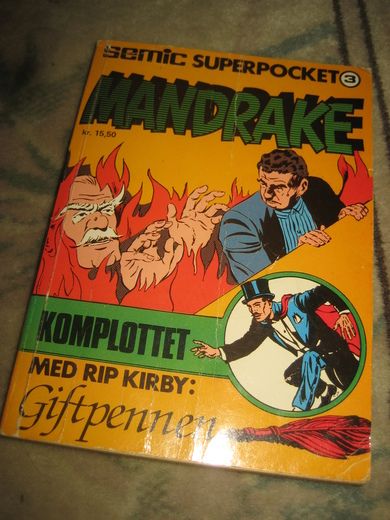 semic SUPERPOCKET 3
MANDRAKE
kr. 15,50
KOMPLOTTET
MED RIP KIRBY:
Giftpennen